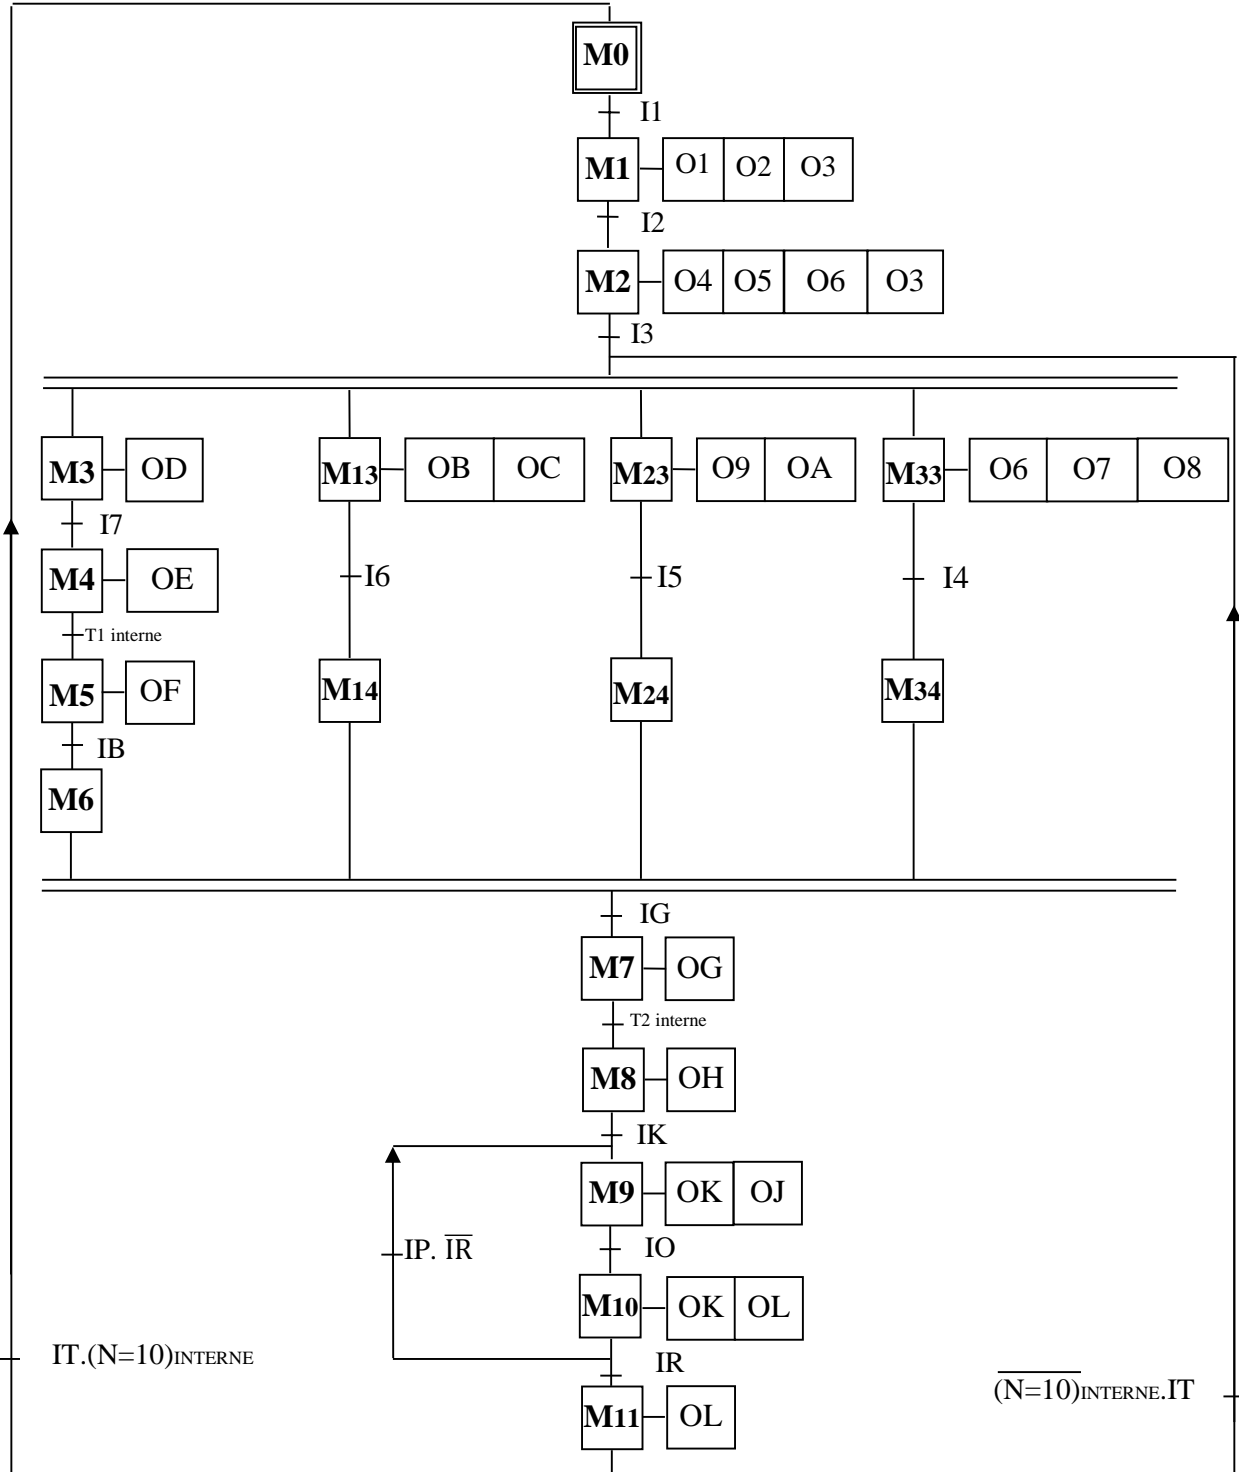 M0
I1
M1 O1 O2 O3
I2
M2 O4 O5 O6 O3
I3
M3 OD M13 OB OC M23 O9 OA M33 O6 O7 O8
I7
M4 OE I6 I5 I4
T1 interne
M5 OF M14 M24 M34
IB
M6
IG
M7 OG
T2 interne
M8 OH
IK
M9 OK OJ
IP. I̅R̅ IO
M10 OK OL
IT.(N=10)INTERNE IR (̅N̅=̅1̅0̅)̅INTERNE.IT
M11 OL